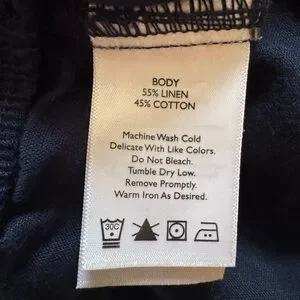 BODY
55% LINEN
45% COTTON
Machine Wash Cold
Delicate With Like Colors.
Do Not Bleach.
Tumble Dry Low.
Remove Promptly.
Warm Iron As Desired.
30C